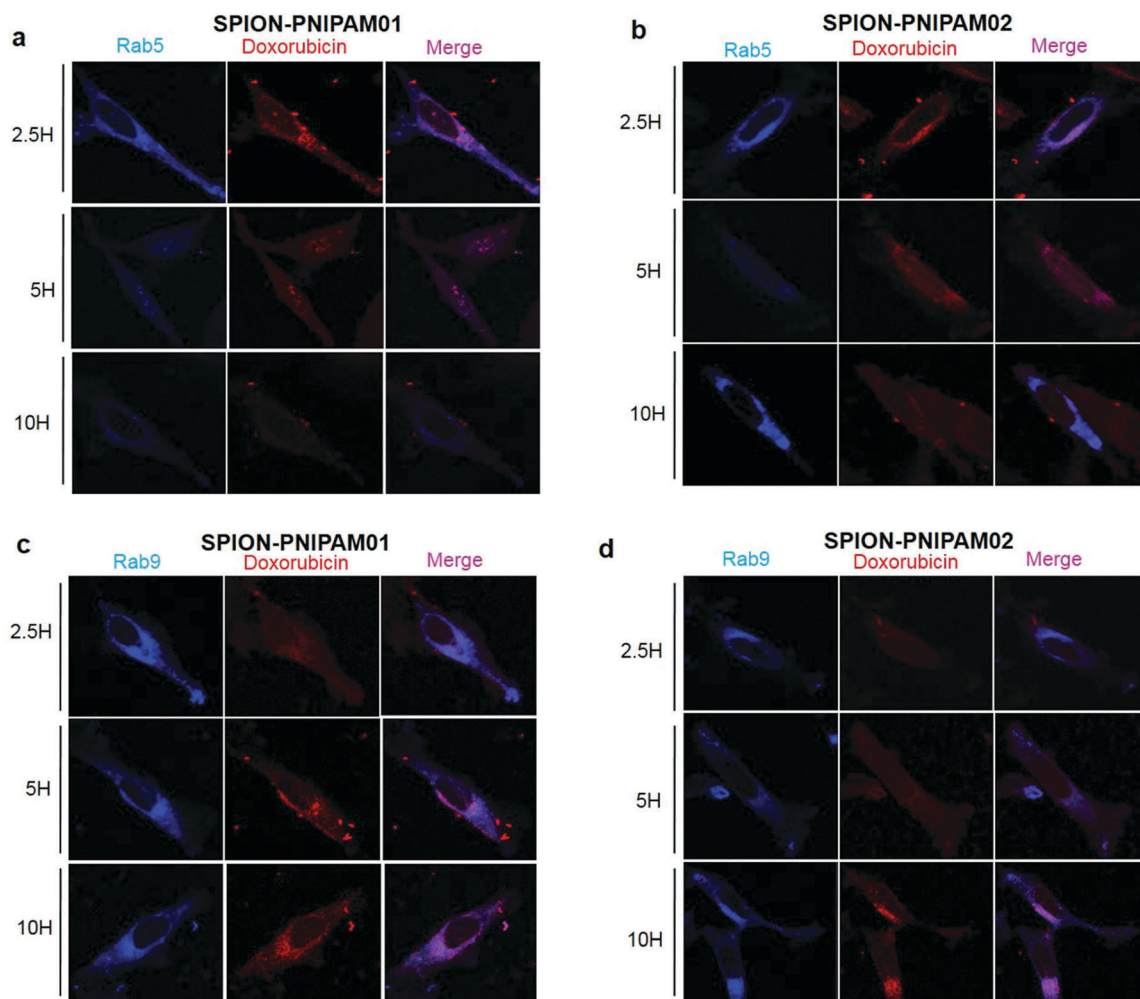 a
SPION-PNIPAM01
Rab5 Doxorubicin Merge
2.5H
5H
10H
b
SPION-PNIPAM02
Rab5 Doxorubicin Merge
2.5H
5H
10H
c
SPION-PNIPAM01
Rab9 Doxorubicin Merge
2.5H
5H
10H
d
SPION-PNIPAM02
Rab9 Doxorubicin Merge
2.5H
5H
10H